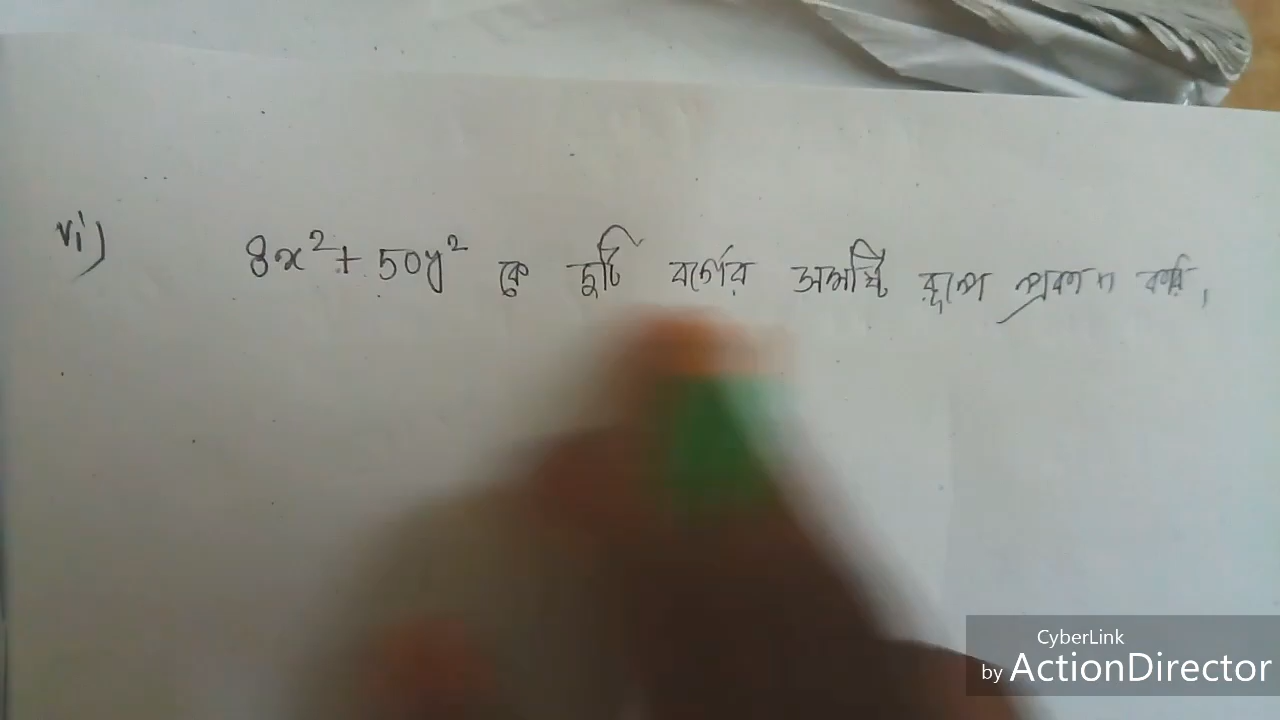 vi) 8x²+ 50y² কে দুটি বর্গের সমষ্টি রূপে প্রকাশ করি,
CyberLink
by ActionDirector